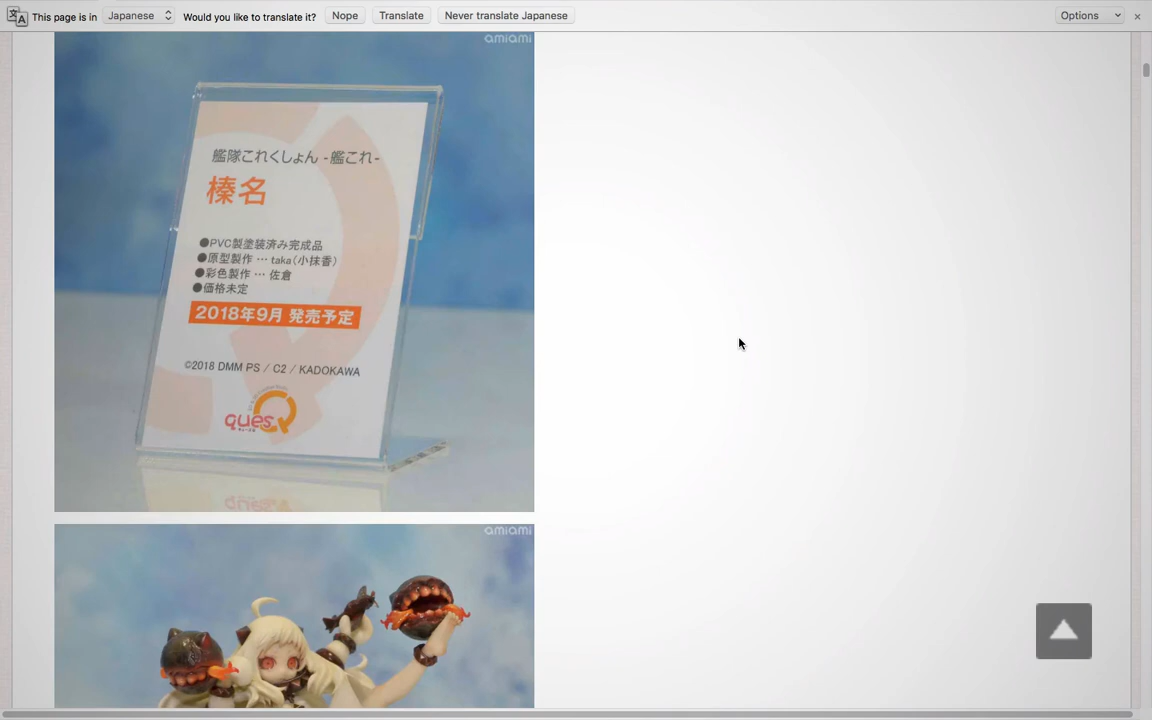 This page is in Japanese Would you like to translate it? Nope Translate Never translate Japanese Options
amiami
艦隊これくしょん -艦これ-
榛名
●PVC製塗装済み完成品
●原型製作 … taka(小抹香)
●彩色製作 … 佐倉
●価格未定
2018年9月 発売予定
©2018 DMM PS / C2 / KADOKAWA
quesQ
amiami